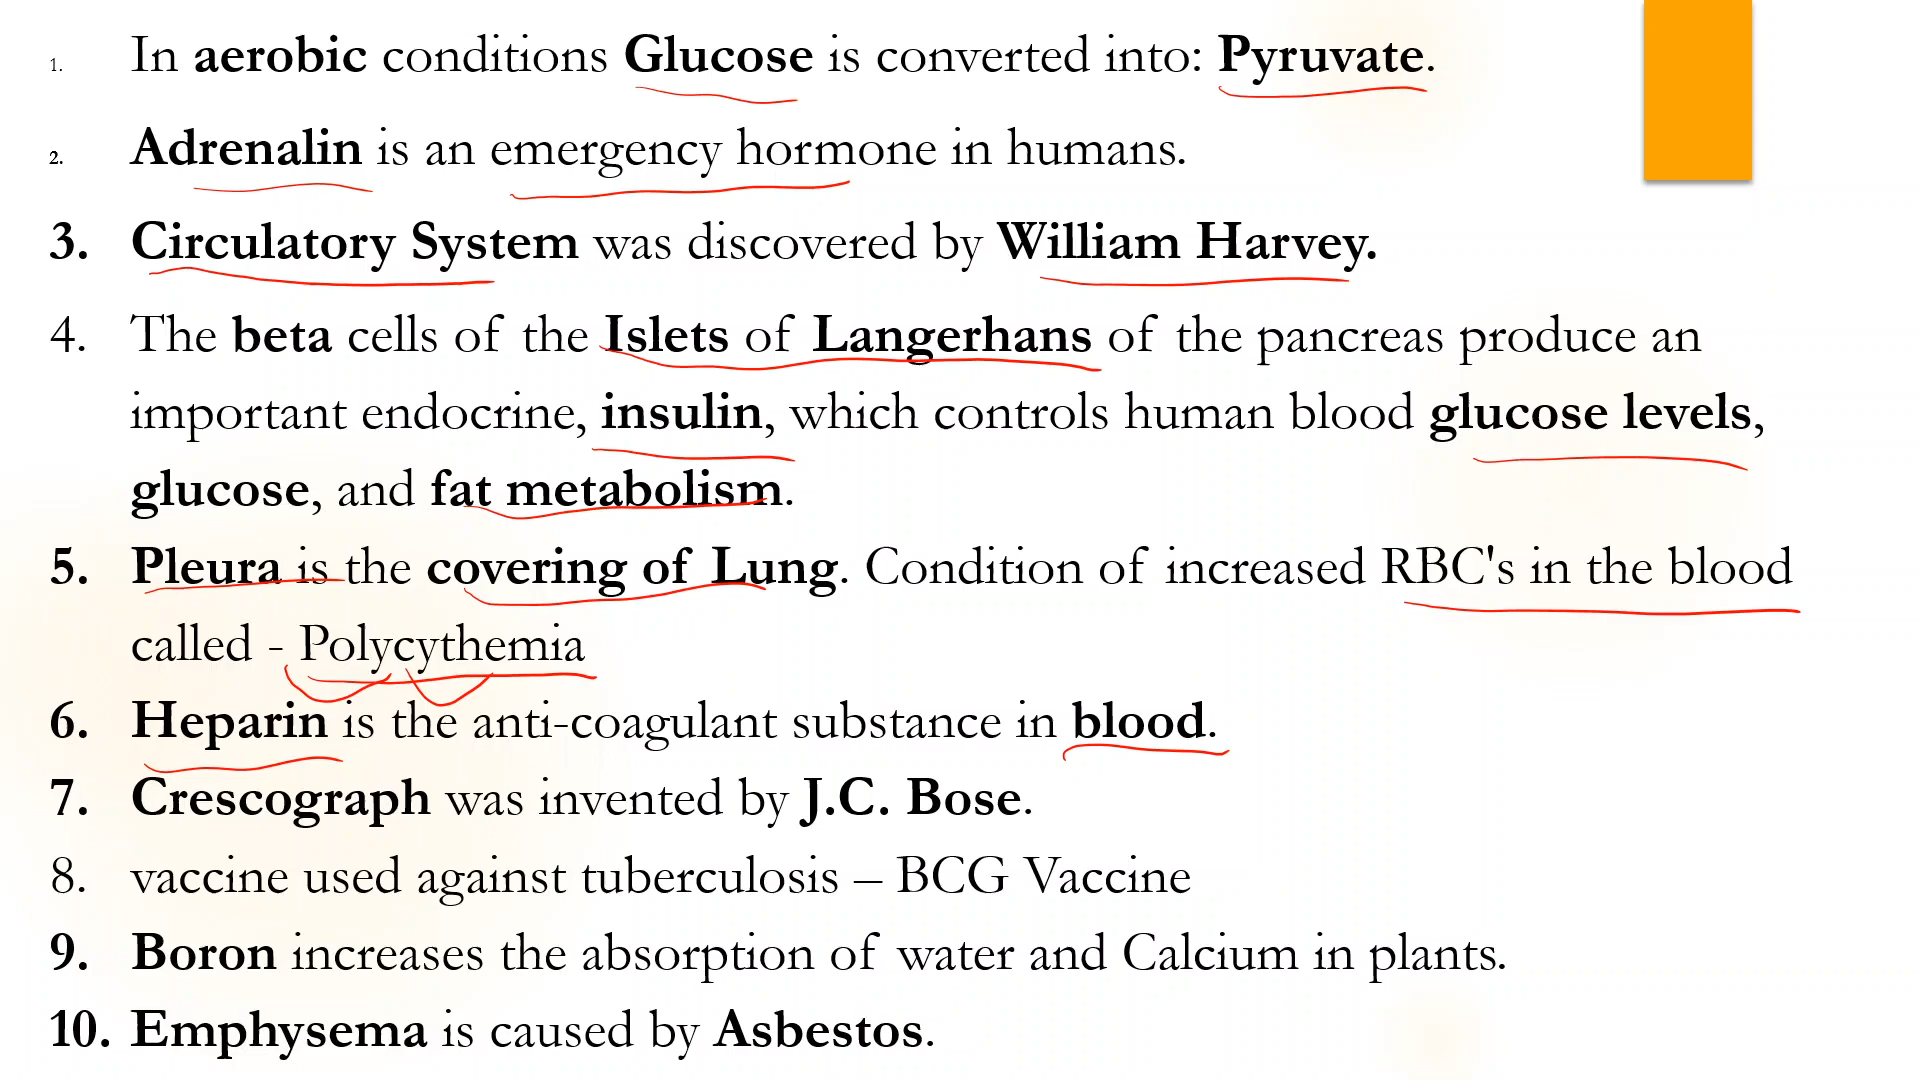 1. In aerobic conditions Glucose is converted into: Pyruvate.
2. Adrenalin is an emergency hormone in humans.
3. Circulatory System was discovered by William Harvey.
4. The beta cells of the Islets of Langerhans of the pancreas produce an
important endocrine, insulin, which controls human blood glucose levels,
glucose, and fat metabolism.
5. Pleura is the covering of Lung. Condition of increased RBC's in the blood
called - Polycythemia
6. Heparin is the anti-coagulant substance in blood.
7. Crescograph was invented by J.C. Bose.
8. vaccine used against tuberculosis – BCG Vaccine
9. Boron increases the absorption of water and Calcium in plants.
10. Emphysema is caused by Asbestos.